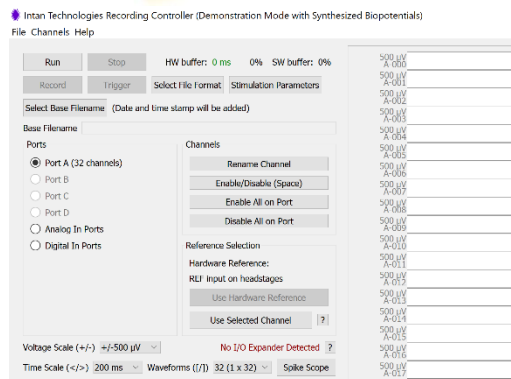 Intan Technologies Recording Controller (Demonstration Mode with Synthesized Biopotentials)
File Channels Help
Run Stop HW buffer: 0 ms 0% SW buffer: 0%
Record Trigger Select File Format Stimulation Parameters
Select Base Filename (Date and time stamp will be added)
Base Filename
Ports
Port A (32 channels)
Port B
Port C
Port D
Analog In Ports
Digital In Ports
Channels
Rename Channel
Enable/Disable (Space)
Enable All on Port
Disable All on Port
Reference Selection
Hardware Reference:
REF input on headstages
Use Hardware Reference
Use Selected Channel ?
Voltage Scale (+/-) +/-500 µV No I/O Expander Detected ?
Time Scale (</>) 200 ms Waveforms ([/]) 32 (1 x 32) Spike Scope
500 µV
A-000
500 µV
A-001
500 µV
A-002
500 µV
A-003
500 µV
A-004
500 µV
A-005
500 µV
A-006
500 µV
A-007
500 µV
A-008
500 µV
A-009
500 µV
A-010
500 µV
A-011
500 µV
A-012
500 µV
A-013
500 µV
A-014
500 µV
A-015
500 µV
A-016
500 µV
A-017